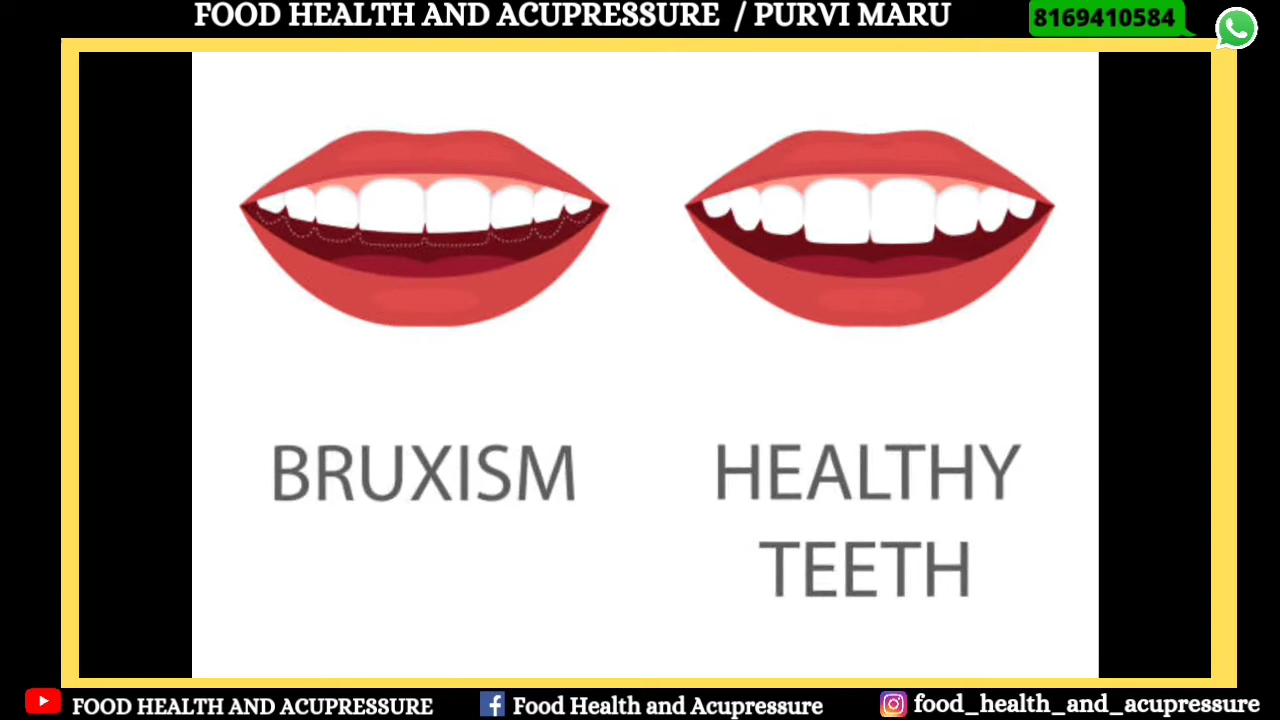 FOOD HEALTH AND ACUPRESSURE / PURVI MARU
8169410584
BRUXISM
HEALTHY
TEETH
FOOD HEALTH AND ACUPRESSURE
Food Health and Acupressure
food_health_and_acupressure